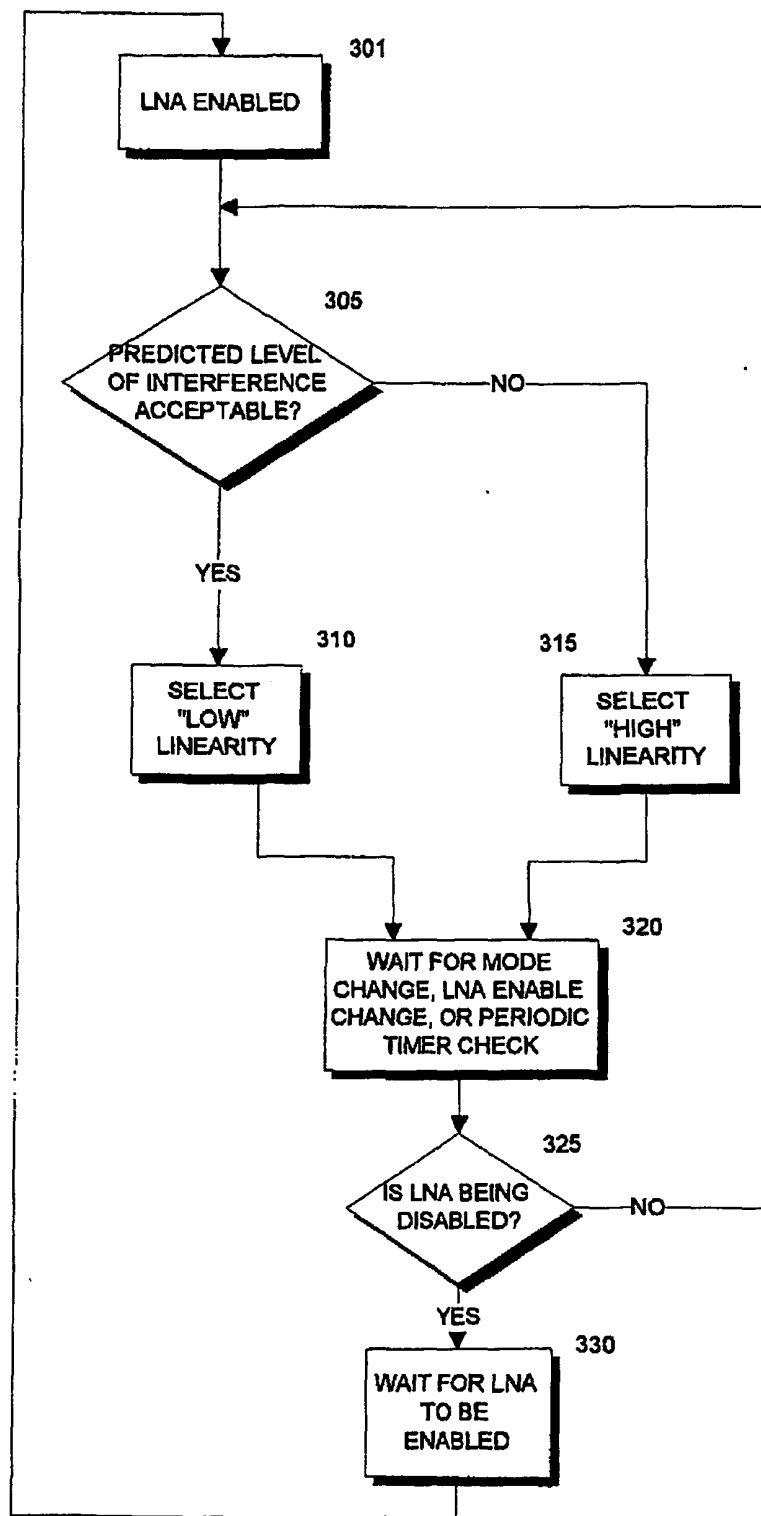 301
LNA ENABLED
305
PREDICTED LEVEL
OF INTERFERENCE
ACCEPTABLE?
NO
YES
310
315
SELECT
"LOW"
LINEARITY
SELECT
"HIGH"
LINEARITY
320
WAIT FOR MODE
CHANGE, LNA ENABLE
CHANGE, OR PERIODIC
TIMER CHECK
325
IS LNA BEING
DISABLED?
NO
YES
330
WAIT FOR LNA
TO BE
ENABLED